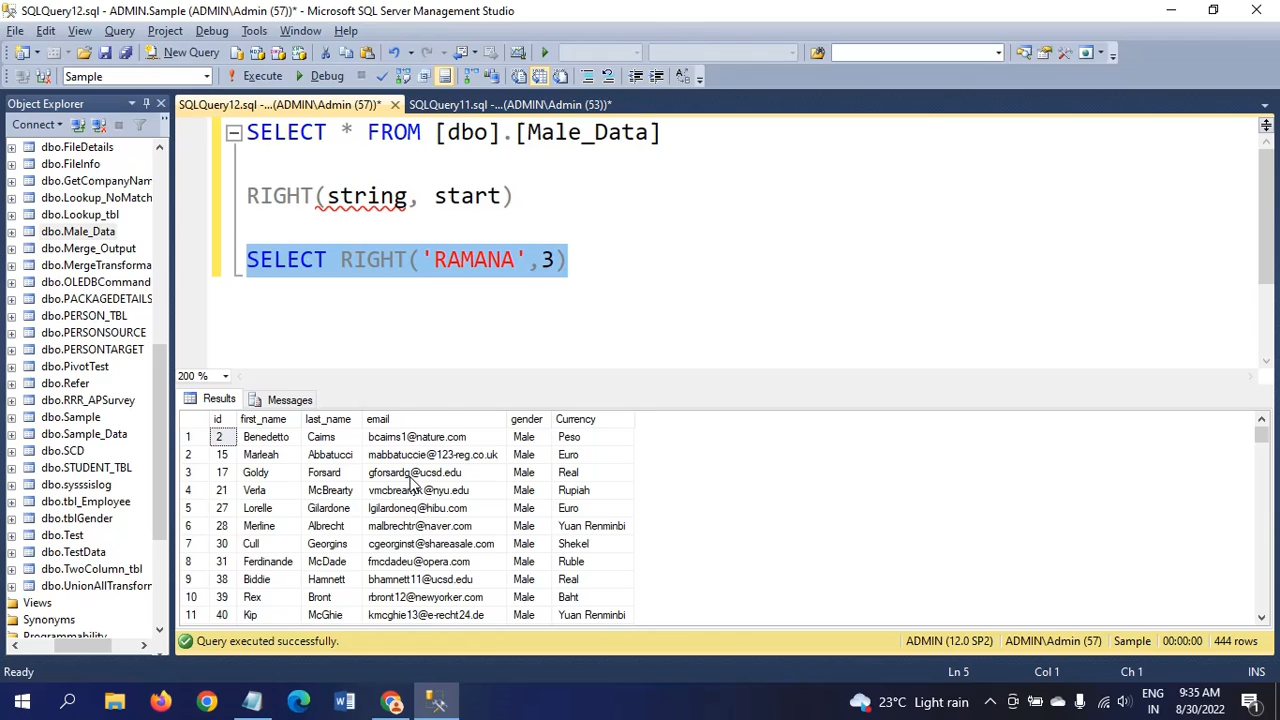 SQLQuery12.sql - ADMIN.Sample (ADMIN\Admin (57))* - Microsoft SQL Server Management Studio
File Edit View Query Project Debug Tools Window Help
New Query
Sample Execute Debug
Object Explorer
SQLQuery12.sql -...(ADMIN\Admin (57))* SQLQuery11.sql -...(ADMIN\Admin (53))*
Connect
dbo.FileDetails
dbo.FileInfo
dbo.GetCompanyNam
dbo.Lookup_NoMatch
dbo.Lookup_tbl
dbo.Male_Data
dbo.Merge_Output
dbo.MergeTransforma
dbo.OLEDBCommand
dbo.PACKAGEDETAILS
dbo.PERSON_TBL
dbo.PERSONSOURCE
dbo.PERSONTARGET
dbo.PivotTest
dbo.Refer
dbo.RRR_APSurvey
dbo.Sample
dbo.Sample_Data
dbo.SCD
dbo.STUDENT_TBL
dbo.sysssislog
dbo.tbl_Employee
dbo.tblGender
dbo.Test
dbo.TestData
dbo.TwoColumn_tbl
dbo.UnionAllTransform
Views
Synonyms
Programmability
SELECT * FROM [dbo].[Male_Data]
RIGHT(string, start)
SELECT RIGHT('RAMANA',3)
200 %
Results Messages
id first_name last_name email gender Currency
1 2 Benedetto Cairns bcairns1@nature.com Male Peso
2 15 Marleah Abbatucci mabbatuccie@123-reg.co.uk Male Euro
3 17 Goldy Forsard gforsardg@ucsd.edu Male Real
4 21 Verla McBrearty vmcbreartyk@nyu.edu Male Rupiah
5 27 Lorelle Gilardone lgilardoneq@hibu.com Male Euro
6 28 Merline Albrecht malbrechtr@naver.com Male Yuan Renminbi
7 30 Cull Georgins cgeorginst@shareasale.com Male Shekel
8 31 Ferdinande McDade fmcdadeu@opera.com Male Ruble
9 38 Biddie Hamnett bhamnett11@ucsd.edu Male Real
10 39 Rex Bront rbront12@newyorker.com Male Baht
11 40 Kip McGhie kmcghie13@e-recht24.de Male Yuan Renminbi
Query executed successfully. ADMIN (12.0 SP2) ADMIN\Admin (57) Sample 00:00:00 444 rows
Ready Ln 5 Col 1 Ch 1 INS
23°C Light rain ENG IN 9:35 AM 8/30/2022